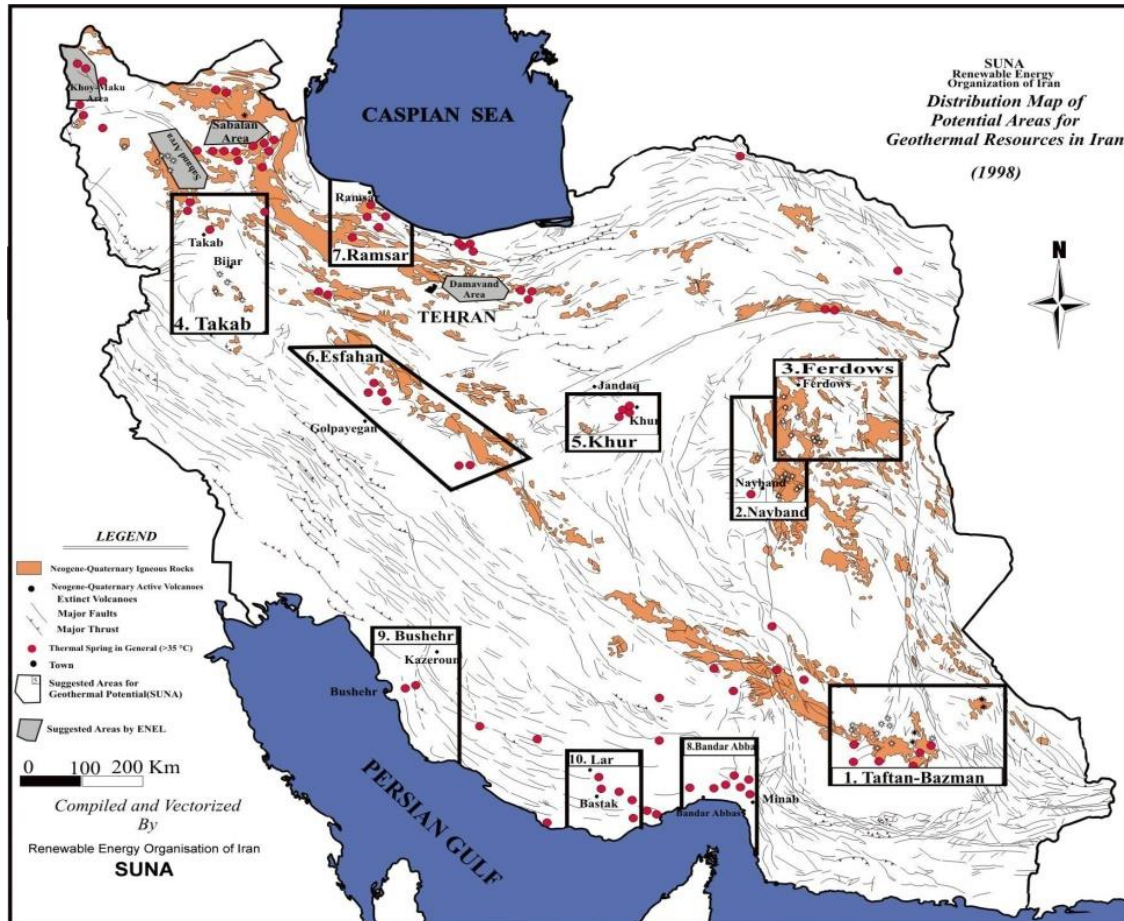 SUNA
Renewable Energy
Organization of Iran
Distribution Map of
Potential Areas for
Geothermal Resources in Iran
(1998)
N
CASPIAN SEA
Khoy-Maku
Area
Sabalan
Area
Sahand Area
Ramsar
7.Ramsar
Takab
Bijar
4. Takab
Damavand
Area
TEHRAN
6.Esfahan
Golpayegan
Jandaq
Khur
5.Khur
3.Ferdows
Ferdows
Nayband
2.Nayband
9. Bushehr
Kazeroun
Bushehr
10. Lar
Bastak
8.Bandar Abba
Bandar Abbas
Minab
1. Taftan-Bazman
PERSIAN GULF
LEGEND
Neogene-Quaternary Igneous Rocks
Neogene-Quaternary Active Volcanoes
Extinct Volcanoes
Major Faults
Major Thrust
Thermal Spring in General (>35 °C)
Town
Suggested Areas for
Geothermal Potential(SUNA)
Suggested Areas by ENEL
0 100 200 Km
Compiled and Vectorized
By
Renewable Energy Organisation of Iran
SUNA